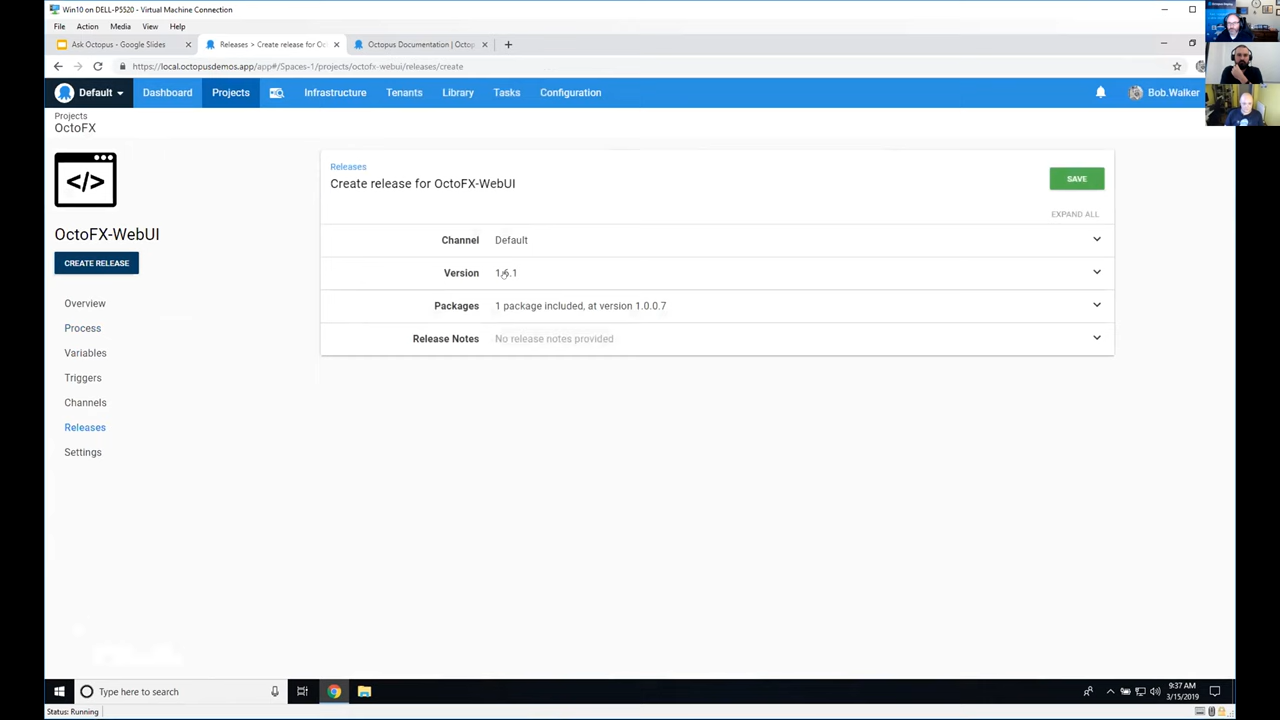 Win10 on DELL-P5520 - Virtual Machine Connection
File Action Media View Help
Ask Octopus - Google Slides
Releases > Create release for Oc
Octopus Documentation | Octop
https://local.octopusdemos.app/app#/Spaces-1/projects/octofx-webui/releases/create
Default Dashboard Projects Infrastructure Tenants Library Tasks Configuration Bob.Walker
Projects
OctoFX
Releases
Create release for OctoFX-WebUI
SAVE
EXPAND ALL
OctoFX-WebUI
CREATE RELEASE
Overview
Process
Variables
Triggers
Channels
Releases
Settings
Channel Default
Version
Packages 1 package included, at version 1.0.0.7
Release Notes No release notes provided
Type here to search
9:37 AM
3/15/2019
Status: Running